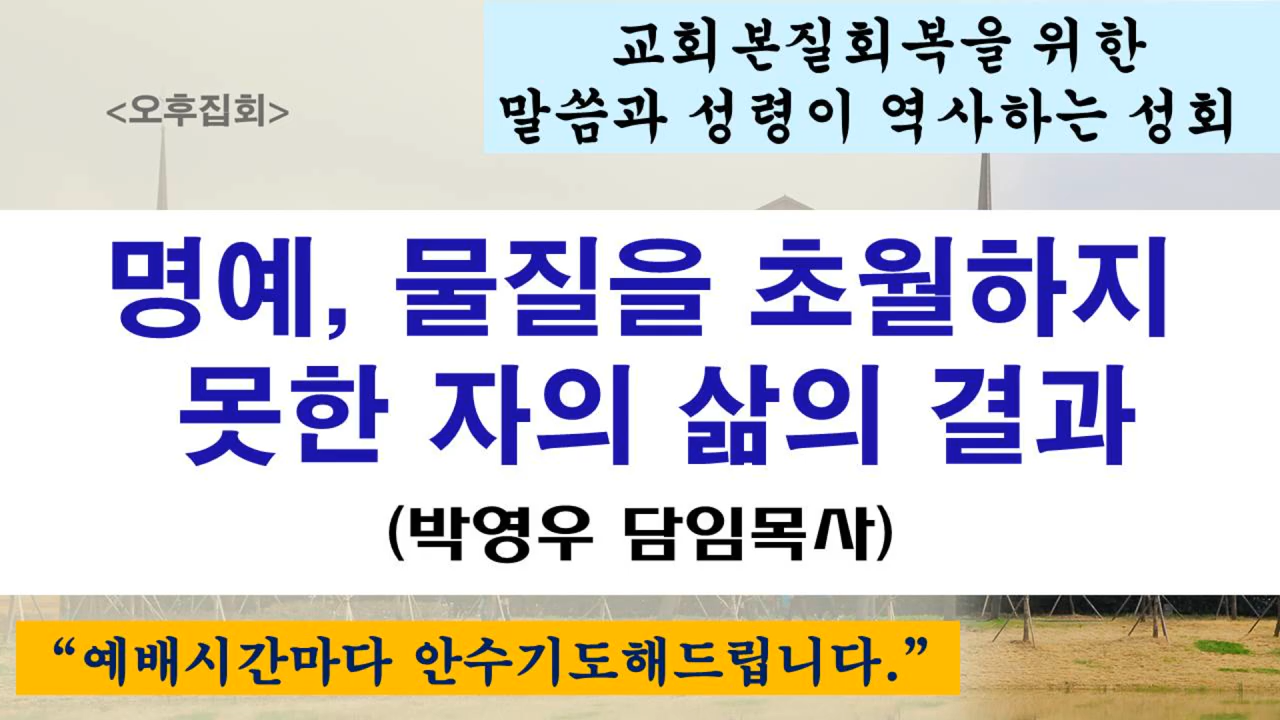 교회본질회복을 위한
말씀과 성령이 역사하는 성회
<오후집회>
명예, 물질을 초월하지
못한 자의 삶의 결과
(박영우 담임목사)
“예배시간마다 안수기도해드립니다.”